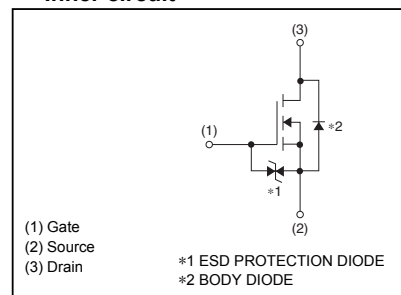 Inner circuit
(3)
*2
(1)
*1
(2)
(1) Gate
(2) Source
(3) Drain
*1 ESD PROTECTION DIODE
*2 BODY DIODE